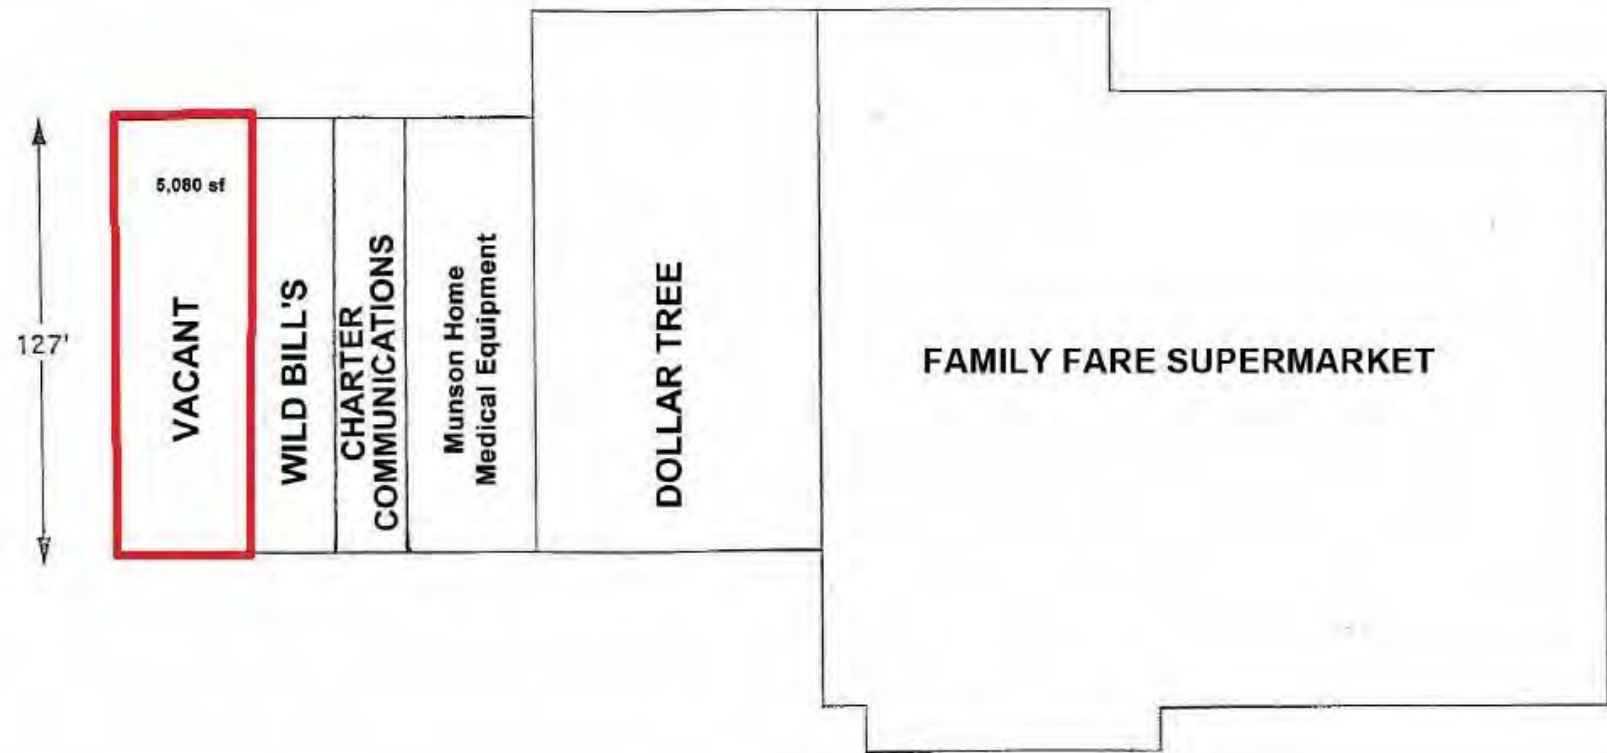 127'
5,080 sf
VACANT
WILD BILL'S
CHARTER
COMMUNICATIONS
Munson Home
Medical Equipment
DOLLAR TREE
FAMILY FARE SUPERMARKET